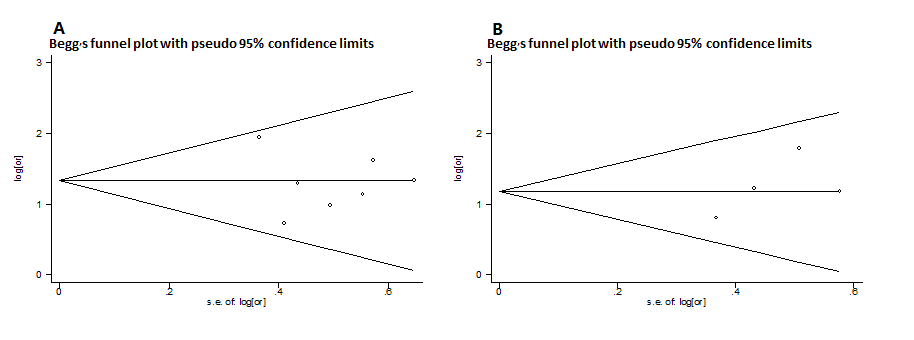 A
Begg's funnel plot with pseudo 95% confidence limits
3
2
1
0
log[or]
0
.2
.4
.6
s.e. of: log[or]
B
Begg's funnel plot with pseudo 95% confidence limits
3
2
1
0
log[or]
0
.2
.4
.6
s.e. of: log[or]